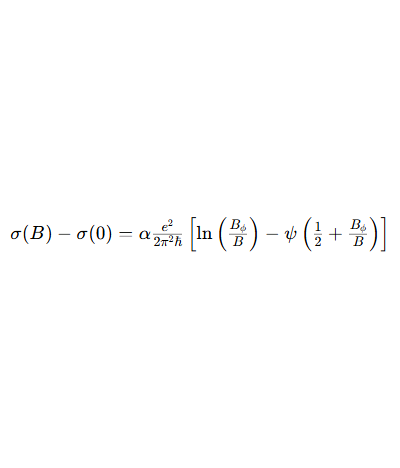 σ(B) − σ(0) = α e²/2π²ħ [ln (B_ϕ/B) − ψ (1/2 + B_ϕ/B)]